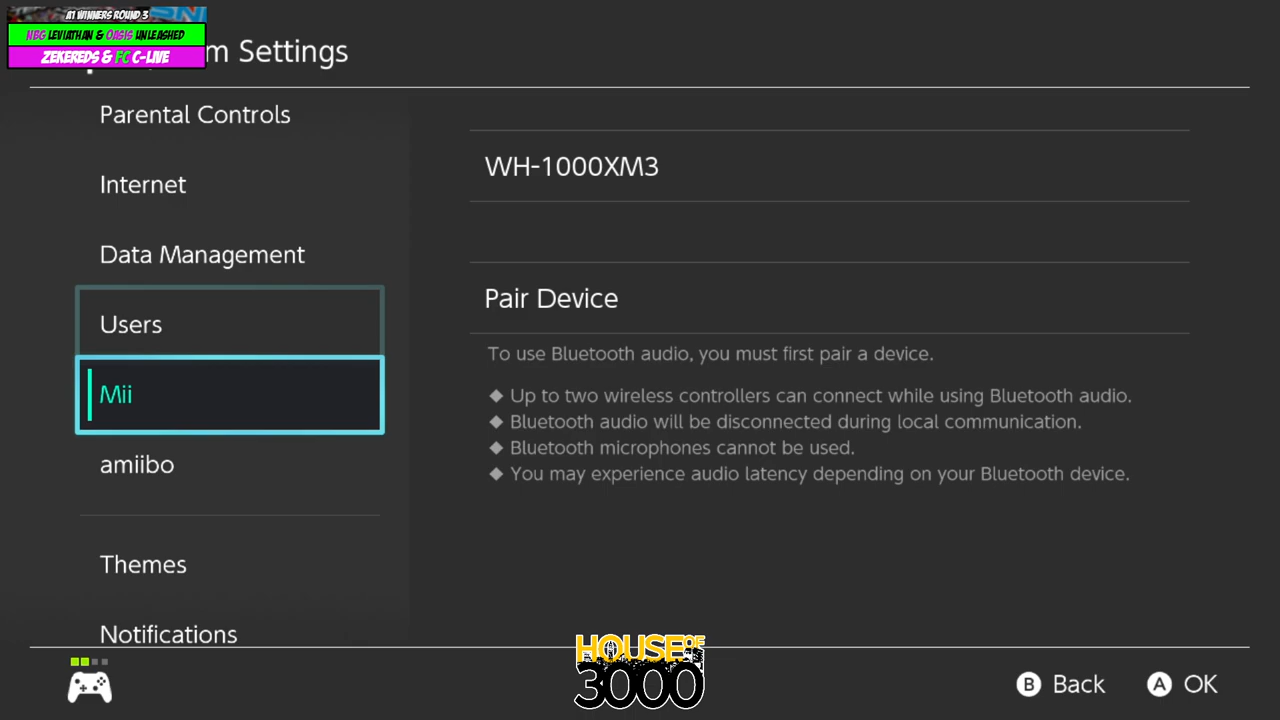 A1 WINNERS ROUND 3
NBG LEVIATHAN & OASIS UNLEASHED
ZEKEREDS & FC C-LIVE
m Settings
Parental Controls
Internet
Data Management
Users
Mii
amiibo
Themes
Notifications
WH-1000XM3
Pair Device
To use Bluetooth audio, you must first pair a device.
◆ Up to two wireless controllers can connect while using Bluetooth audio.
◆ Bluetooth audio will be disconnected during local communication.
◆ Bluetooth microphones cannot be used.
◆ You may experience audio latency depending on your Bluetooth device.
HOUSE OF
3000
B Back
A OK